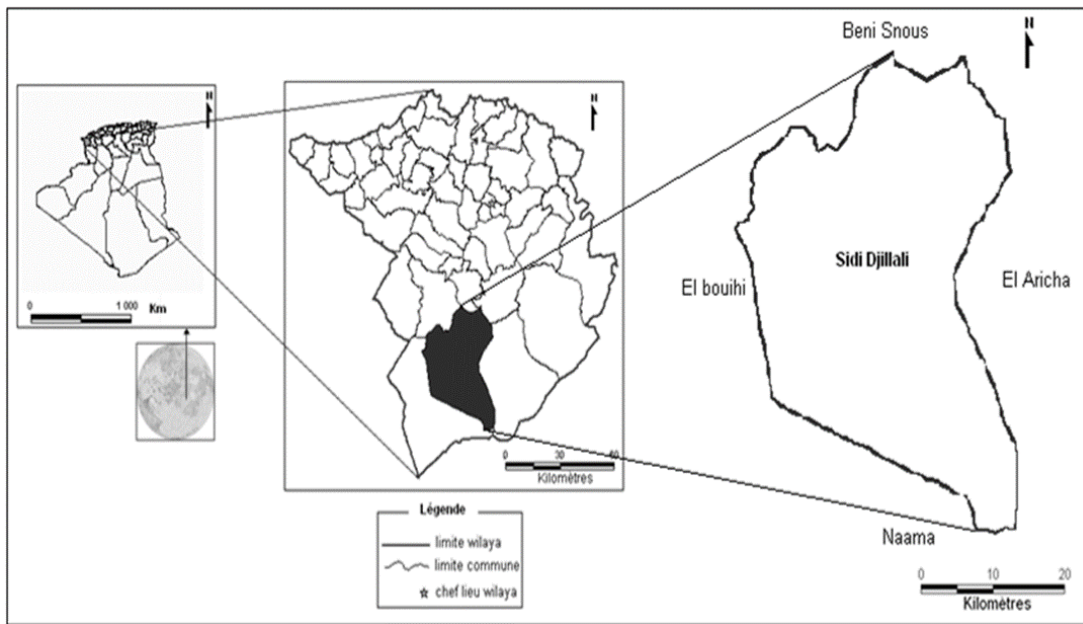 N
0 1 000 Km
N
0 30 60
Kilomètres
Légende
limite wilaya
limite commune
chef lieu wilaya
Beni Snous
N
Sidi Djillali
El bouihi
El Aricha
Naama
0 10 20
Kilomètres